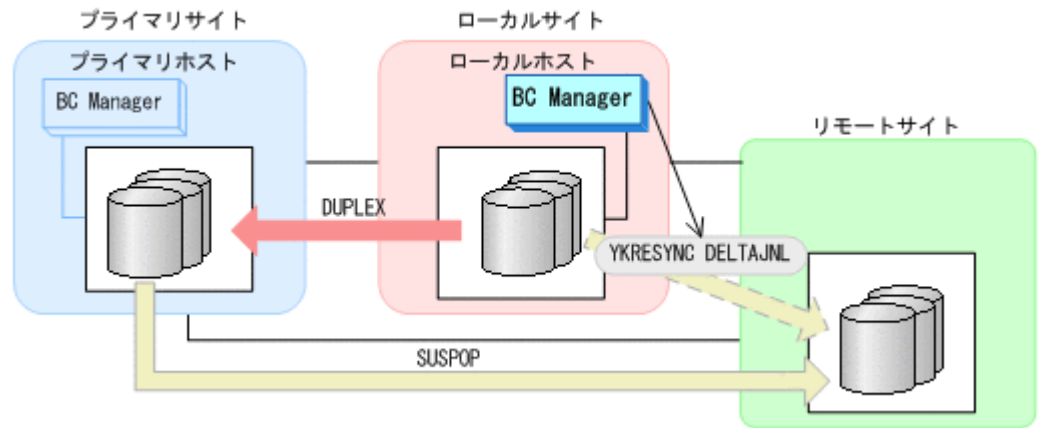 プライマリサイト
ローカルサイト
プライマリホスト
ローカルホスト
BC Manager
BC Manager
リモートサイト
DUPLEX
YKRESYNC DELTAJNL
SUSPOP